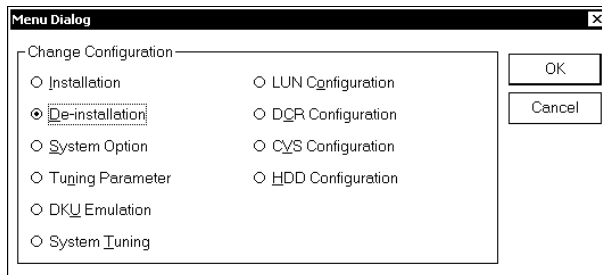 Menu Dialog
Change Configuration
Installation
De-installation
System Option
Tuning Parameter
DKU Emulation
System Tuning
LUN Configuration
DCR Configuration
CVS Configuration
HDD Configuration
OK
Cancel